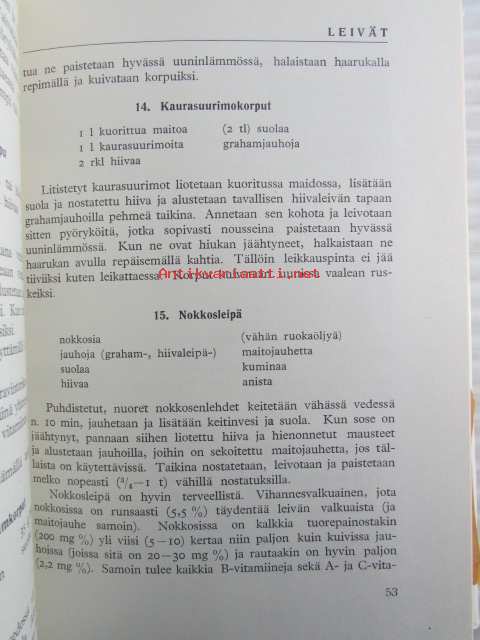 LEIVÄT
tua ne paistetaan hyvässä uuninlämmössä, halaistaan haarukalla
repimällä ja kuivataan korpuiksi.
14. Kaurasuurimokorput
1 l kuorittua maitoa (2 tl) suolaa
1 l kaurasuurimoita grahamjauhoja
2 rkl hiivaa
Litistetyt kaurasuurimot liotetaan kuoritussa maidossa, lisätään
suola ja nostatettu hiiva ja alustetaan tavallisen hiivaleivän tapaan
grahamjauhoilla pehmeä taikina. Annetaan sen kohota ja leivotaan
sitten pyöryköitä, jotka sopivasti nousseina paistetaan hyvässä
uuninlämmössä. Kun ne ovat hiukan jäähtyneet, halkaistaan ne
haarukan avulla repäisemällä kahtia. Tällöin leikkauspinta ei jää
tiiviiksi kuten leikattaessa. Korput kuivataan uunissa vaalean rus-
keiksi.
Antikvariaatti.net
15. Nokkosleipä
nokkosia (vähän ruokaöljyä)
jauhoja (graham-, hiivaleipä-) maitojauhetta
suolaa kuminaa
hiivaa anista
Puhdistetut, nuoret nokkosenlehdet keitetään vähässä vedessä
n. 10 min, jauhetaan ja lisätään keitinvesi ja suola. Kun sose on
jäähtynyt, pannaan siihen liotettu hiiva ja hienonnetut mausteet
ja alustetaan jauhoilla, joihin on sekoitettu maitojauhetta, jos täl-
laista on käytettävissä. Taikina nostatetaan, leivotaan ja paistetaan
melko nopeasti (³/₄—1 t) vähillä nostatuksilla.
Nokkosleipä on hyvin terveellistä. Vihannesvalkuainen, jota
nokkosissa on runsaasti (5,5 %) täydentää leivän valkuaista (ja
maitojauhe samoin). Nokkosissa on kalkkia tuorepainostakin
(200 mg %) yli viisi (5—10) kertaa niin paljon kuin kuivissa jau-
hoissa (joissa sitä on 20—30 mg %) ja rautaakin on hyvin paljon
(2,2 mg %). Samoin tulee kaikkia B-vitamiineja sekä A- ja C-vita-
53